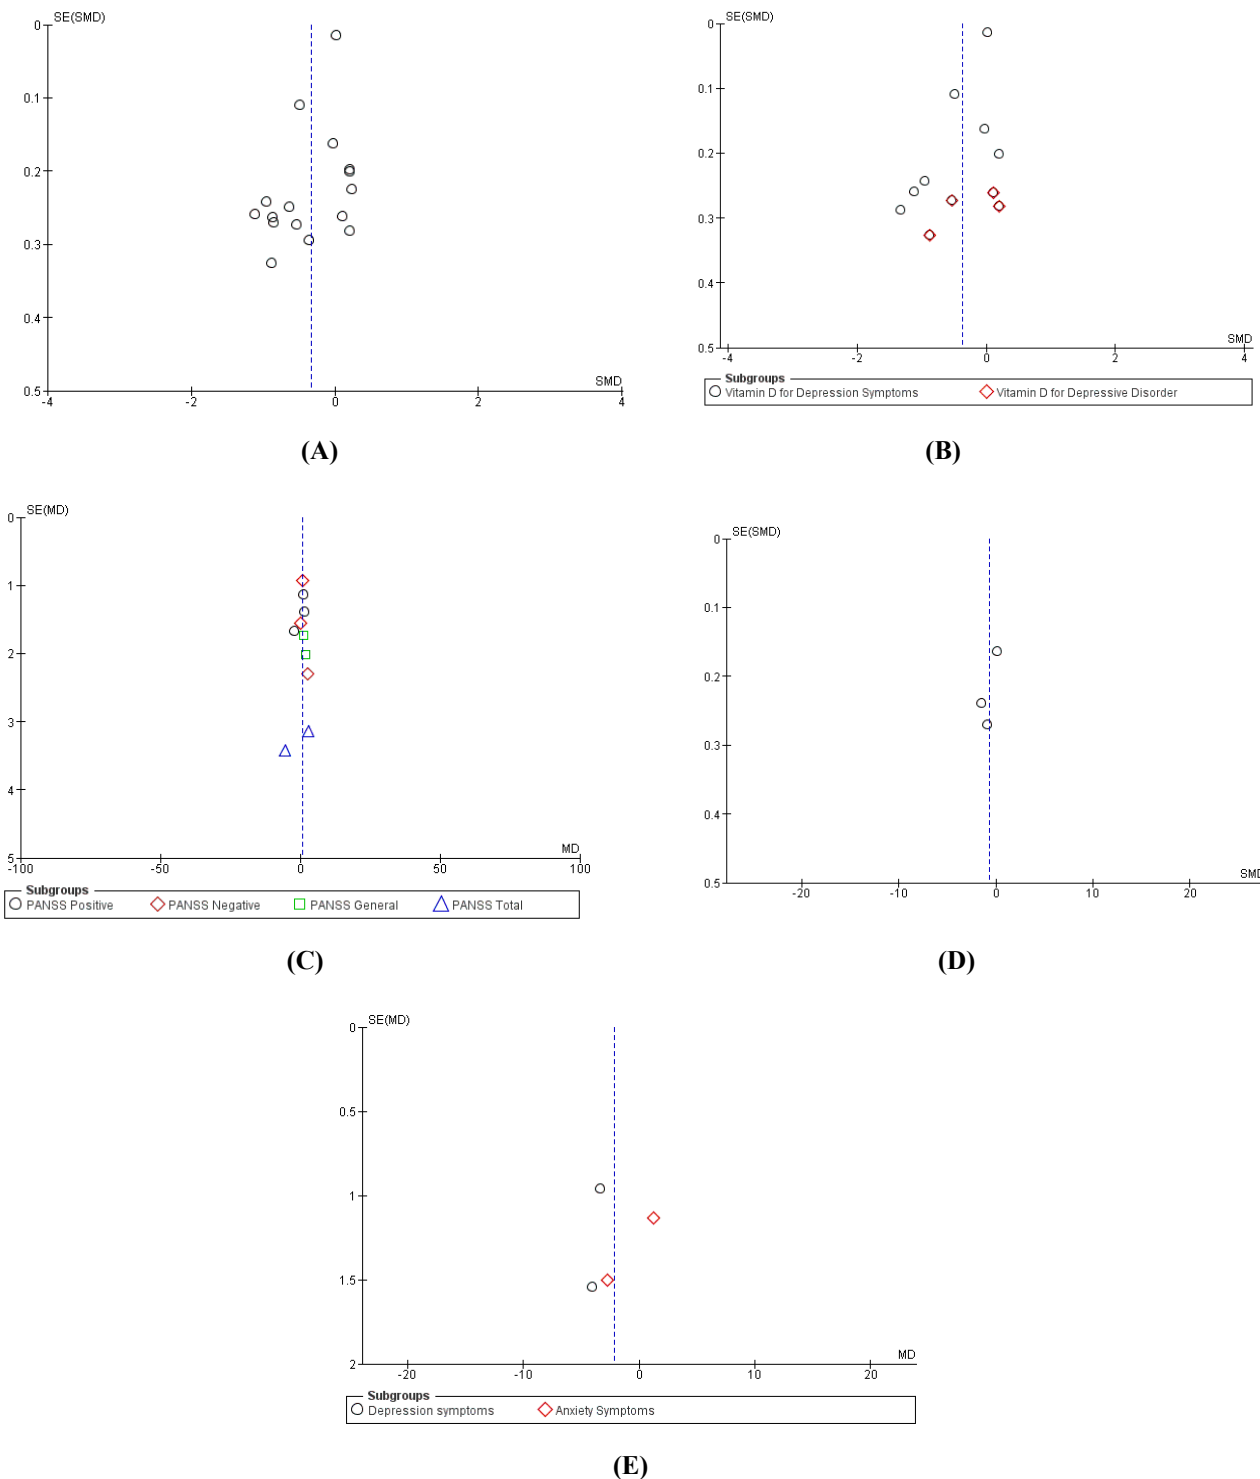 SE(SMD)
0
0.1
0.2
0.3
0.4
0.5
-4
-2
0
2
4
SMD
(A)
SE(SMD)
0
0.1
0.2
0.3
0.4
0.5
-4
-2
0
2
4
SMD
Subgroups
Vitamin D for Depression Symptoms
Vitamin D for Depressive Disorder
(B)
SE(MD)
0
1
2
3
4
5
-100
-50
0
50
100
MD
Subgroups
PANSS Positive
PANSS Negative
PANSS General
PANSS Total
(C)
SE(SMD)
0
0.1
0.2
0.3
0.4
0.5
-20
-10
0
10
20
SMD
(D)
SE(MD)
0
0.5
1
1.5
2
-20
-10
0
10
20
MD
Subgroups
Depression symptoms
Anxiety Symptoms
(E)